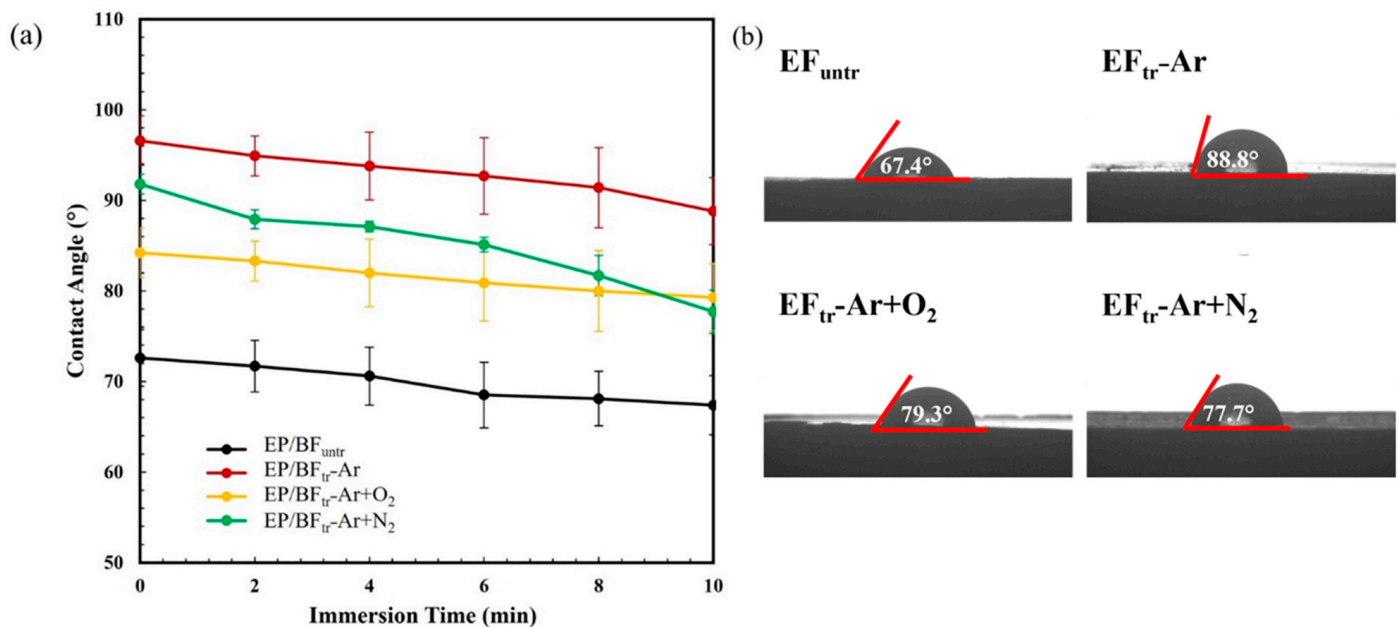 (a)
110
100
90
80
70
60
50
Contact Angle (°)
0 2 4 6 8 10
Immersion Time (min)
EP/BFuntr
EP/BFtr-Ar
EP/BFtr-Ar+O2
EP/BFtr-Ar+N2
(b)
EFuntr
67.4°
EFtr-Ar
88.8°
EFtr-Ar+O2
79.3°
EFtr-Ar+N2
77.7°